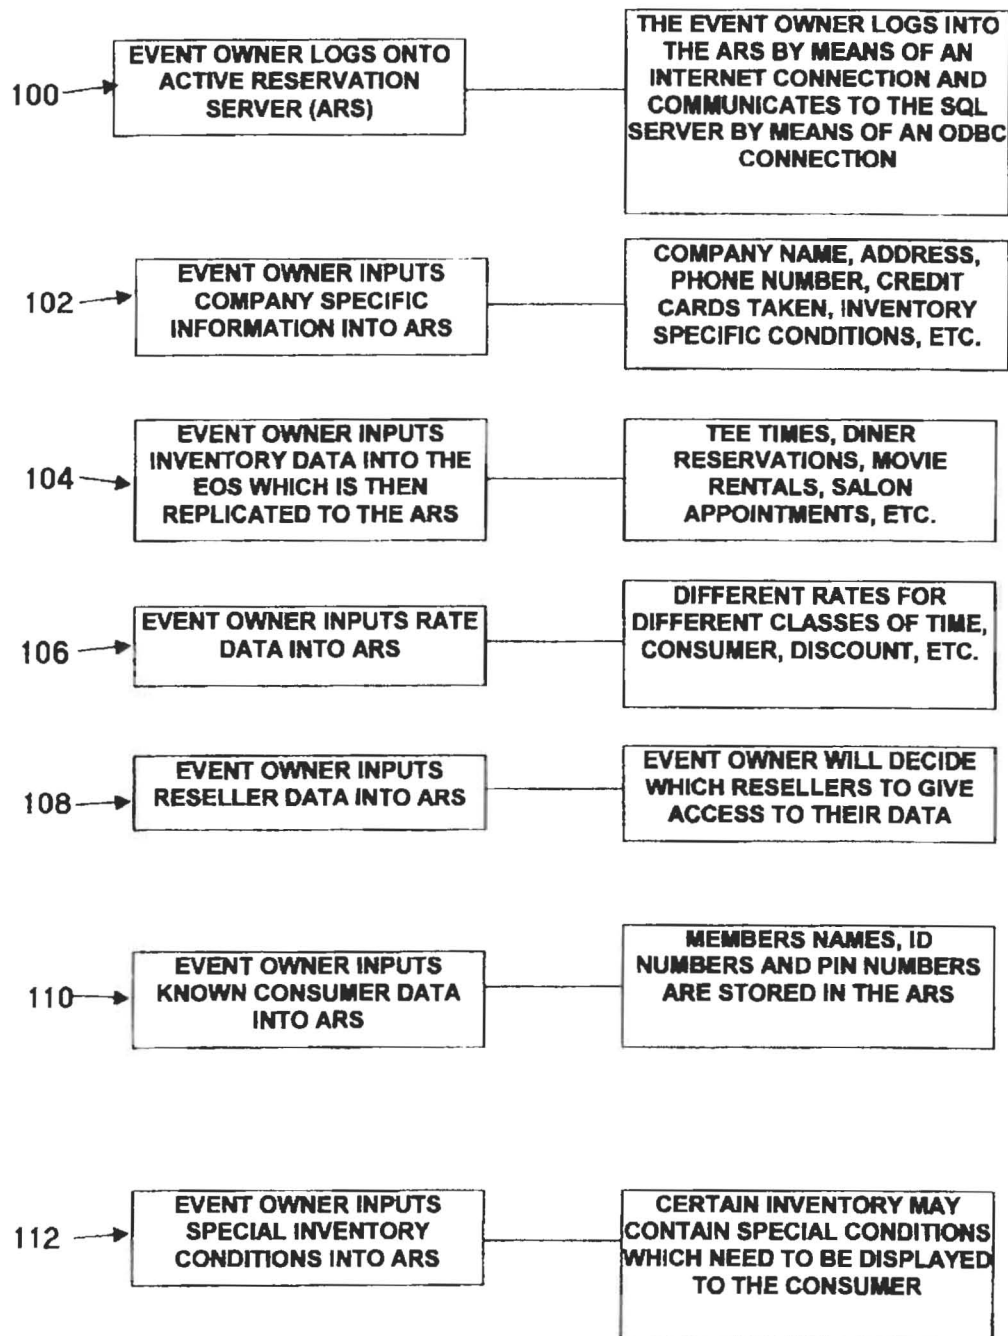 100
EVENT OWNER LOGS ONTO
ACTIVE RESERVATION
SERVER (ARS)
THE EVENT OWNER LOGS INTO
THE ARS BY MEANS OF AN
INTERNET CONNECTION AND
COMMUNICATES TO THE SQL
SERVER BY MEANS OF AN ODBC
CONNECTION
102
EVENT OWNER INPUTS
COMPANY SPECIFIC
INFORMATION INTO ARS
COMPANY NAME, ADDRESS,
PHONE NUMBER, CREDIT
CARDS TAKEN, INVENTORY
SPECIFIC CONDITIONS, ETC.
104
EVENT OWNER INPUTS
INVENTORY DATA INTO THE
EOS WHICH IS THEN
REPLICATED TO THE ARS
TEE TIMES, DINER
RESERVATIONS, MOVIE
RENTALS, SALON
APPOINTMENTS, ETC.
106
EVENT OWNER INPUTS RATE
DATA INTO ARS
DIFFERENT RATES FOR
DIFFERENT CLASSES OF TIME,
CONSUMER, DISCOUNT, ETC.
108
EVENT OWNER INPUTS
RESELLER DATA INTO ARS
EVENT OWNER WILL DECIDE
WHICH RESELLERS TO GIVE
ACCESS TO THEIR DATA
110
EVENT OWNER INPUTS
KNOWN CONSUMER DATA
INTO ARS
MEMBERS NAMES, ID
NUMBERS AND PIN NUMBERS
ARE STORED IN THE ARS
112
EVENT OWNER INPUTS
SPECIAL INVENTORY
CONDITIONS INTO ARS
CERTAIN INVENTORY MAY
CONTAIN SPECIAL CONDITIONS
WHICH NEED TO BE DISPLAYED
TO THE CONSUMER